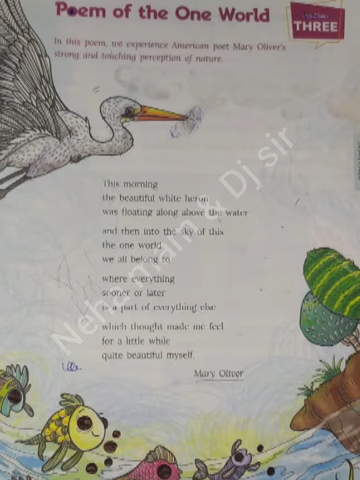 Poem of the One World
THREE
In this poem, we experience American poet Mary Oliver's
strong and touching perception of nature.
This morning
the beautiful white heron
was floating along above the water
and then into the sky of this
the one world
we all belong to
where everything
sooner or later
is a part of everything else
which thought made me feel
for a little while
quite beautiful myself.
Mary Oliver
Nehamiaim & Dj sir